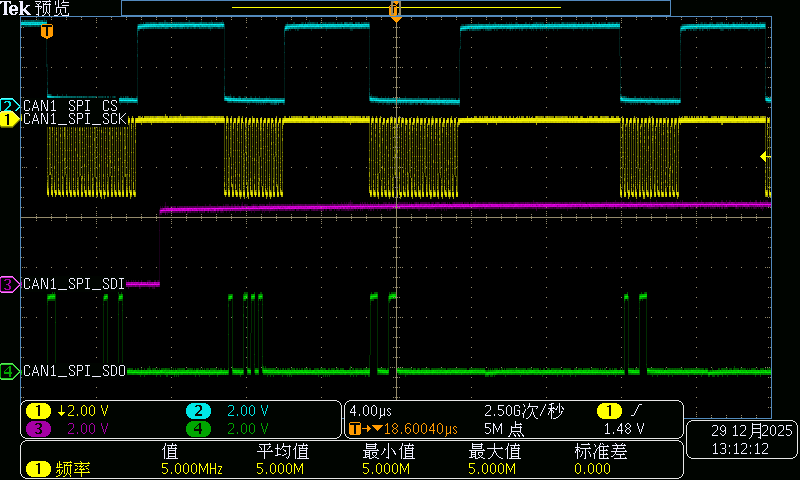 Tek 预览
T
T
2 CAN1_SPI_CS
1 CAN1_SPI_SCK
3 CAN1_SPI_SDI
4 CAN1_SPI_SDO
1 2.00 V 2 2.00 V
3 2.00 V 4 2.00 V
4.00µs 2.50G次/秒 1 1.48 V
T 18.60040µs 5M 点
29 12月2025
13:12:12
值 平均值 最小值 最大值 标准差
1 频率 5.000MHz 5.000M 5.000M 5.000M 0.000